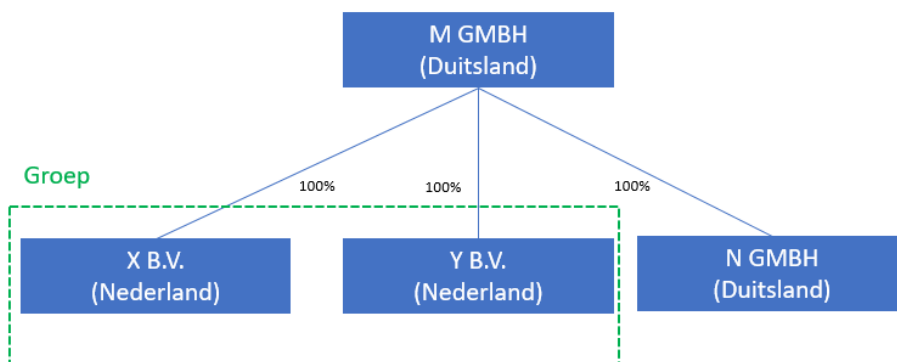 M GMBH
(Duitsland)
Groep
100%
100%
100%
X B.V.
(Nederland)
Y B.V.
(Nederland)
N GMBH
(Duitsland)